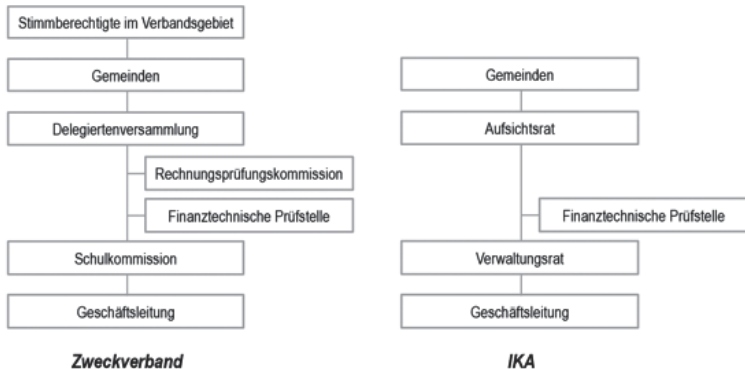 Stimmberechtigte im Verbandsgebiet
Gemeinden
Delegiertenversammlung
Rechnungsprüfungskommission
Finanztechnische Prüfstelle
Schulkommission
Geschäftsleitung
Zweckverband
Gemeinden
Aufsichtsrat
Finanztechnische Prüfstelle
Verwaltungsrat
Geschäftsleitung
IKA